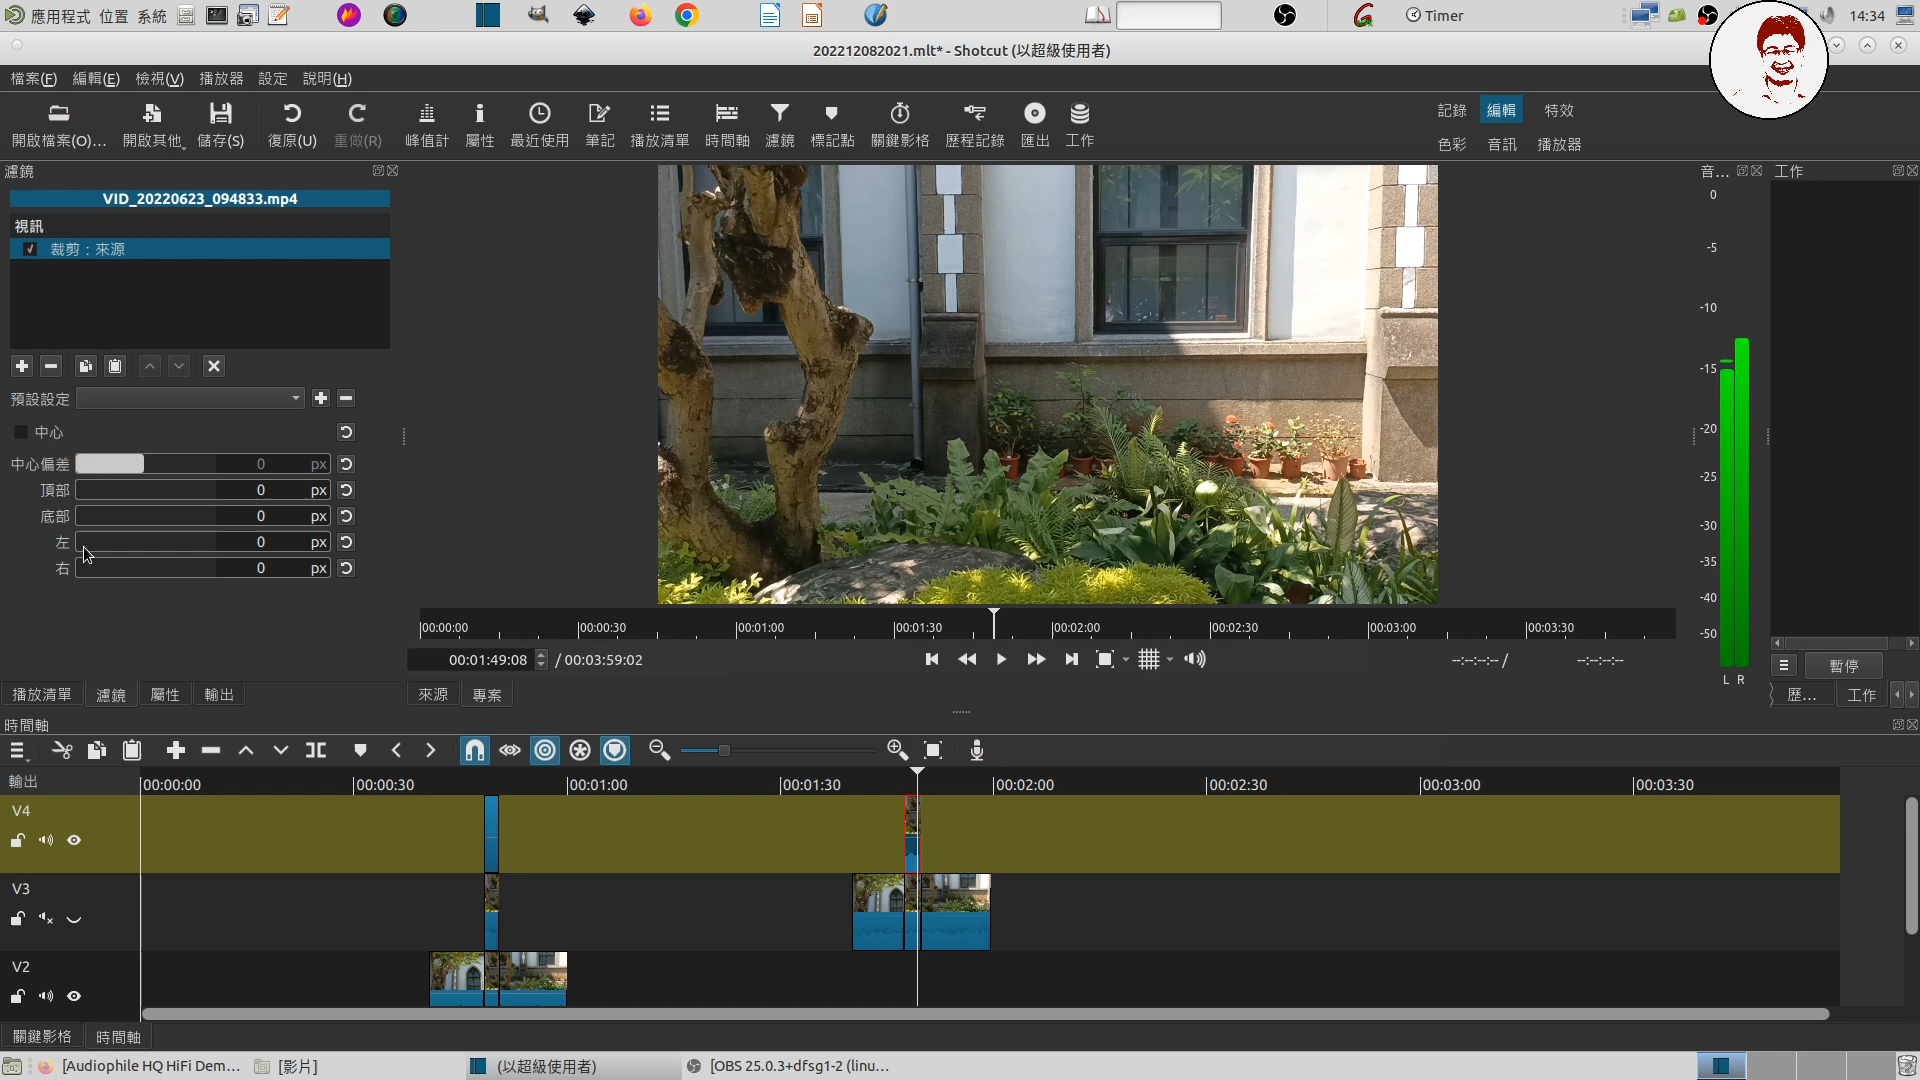 應用程式 位置 系統
Timer
14:34
202212082021.mlt* - Shotcut (以超級使用者)
檔案(F) 編輯(E) 檢視(V) 播放器 設定 說明(H)
開啟檔案(O)... 開啟其他. 儲存(S) 復原(U) 重做(R) 峰值計 屬性 最近使用 筆記 播放清單 時間軸 濾鏡 標記點 關鍵影格 歷程記錄 匯出 工作
記錄 編輯 特效
色彩 音訊 播放器
濾鏡
音... 工作
VID_20220623_094833.mp4
視訊
裁剪：來源
預設設定
中心
中心偏差 0 px
頂部 0 px
底部 0 px
左 0 px
右 0 px
0
-5
-10
-15
-20
-25
-30
-35
-40
-45
-50
L R
00:00:00 00:00:30 00:01:00 00:01:30 00:02:00 00:02:30 00:03:00 00:03:30
00:01:49:08 / 00:03:59:02
--:--:--:-- / --:--:--:--
暫停
播放清單 濾鏡 屬性 輸出
來源 專案
歷... 工作
時間軸
輸出
00:00:00 00:00:30 00:01:00 00:01:30 00:02:00 00:02:30 00:03:00 00:03:30
V4
V3
V2
關鍵影格 時間軸
[Audiophile HQ HiFi Dem... [影片] (以超級使用者) [OBS 25.0.3+dfsg1-2 (linu...